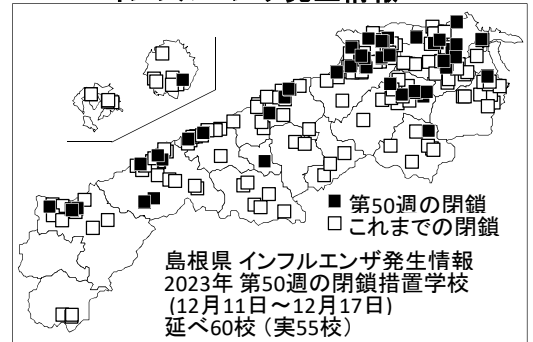 ■ 第50週の閉鎖
□ これまでの閉鎖
島根県 インフルエンザ発生情報
2023年 第50週の閉鎖措置学校
(12月11日～12月17日)
延べ60校（実55校）